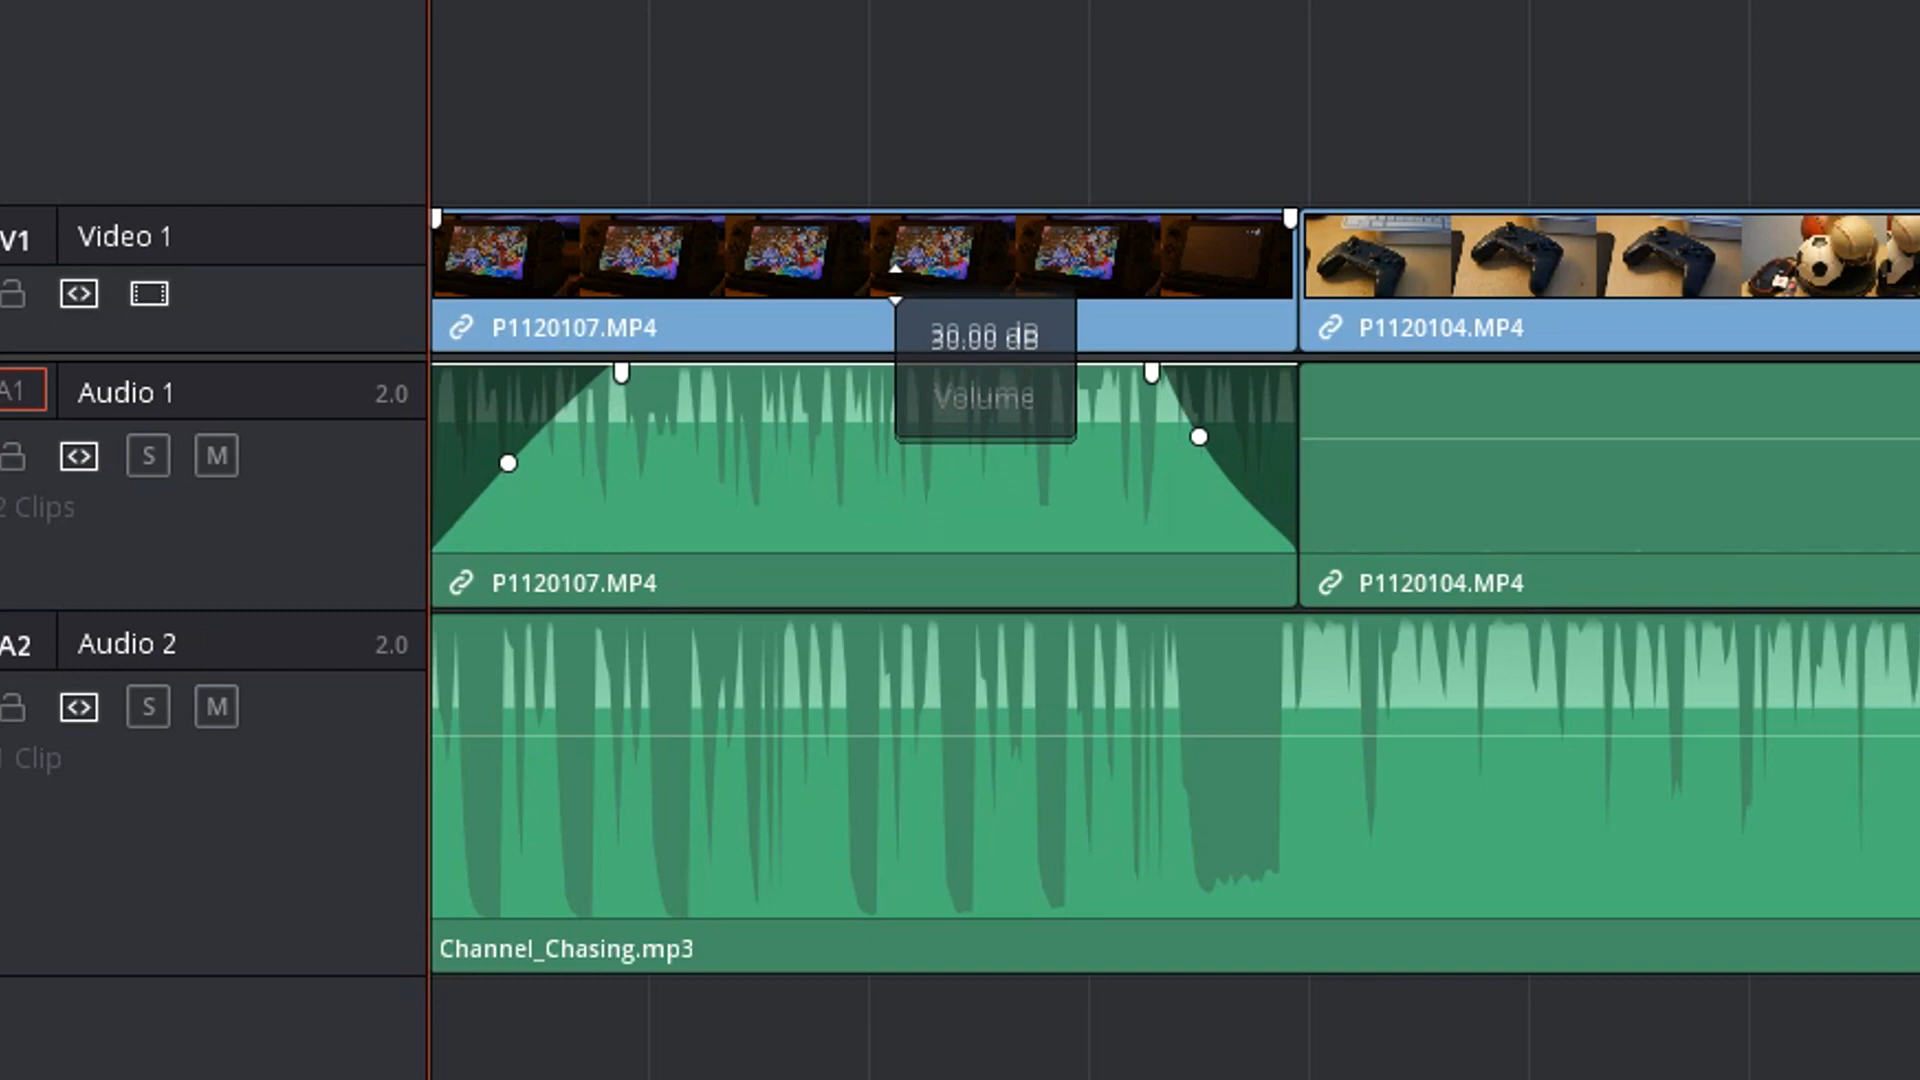 V1 Video 1
P1120107.MP4
P1120104.MP4
30.00 dB
Volume
A1 Audio 1 2.0
S M
2 Clips
P1120107.MP4
P1120104.MP4
A2 Audio 2 2.0
S M
1 Clip
Channel_Chasing.mp3